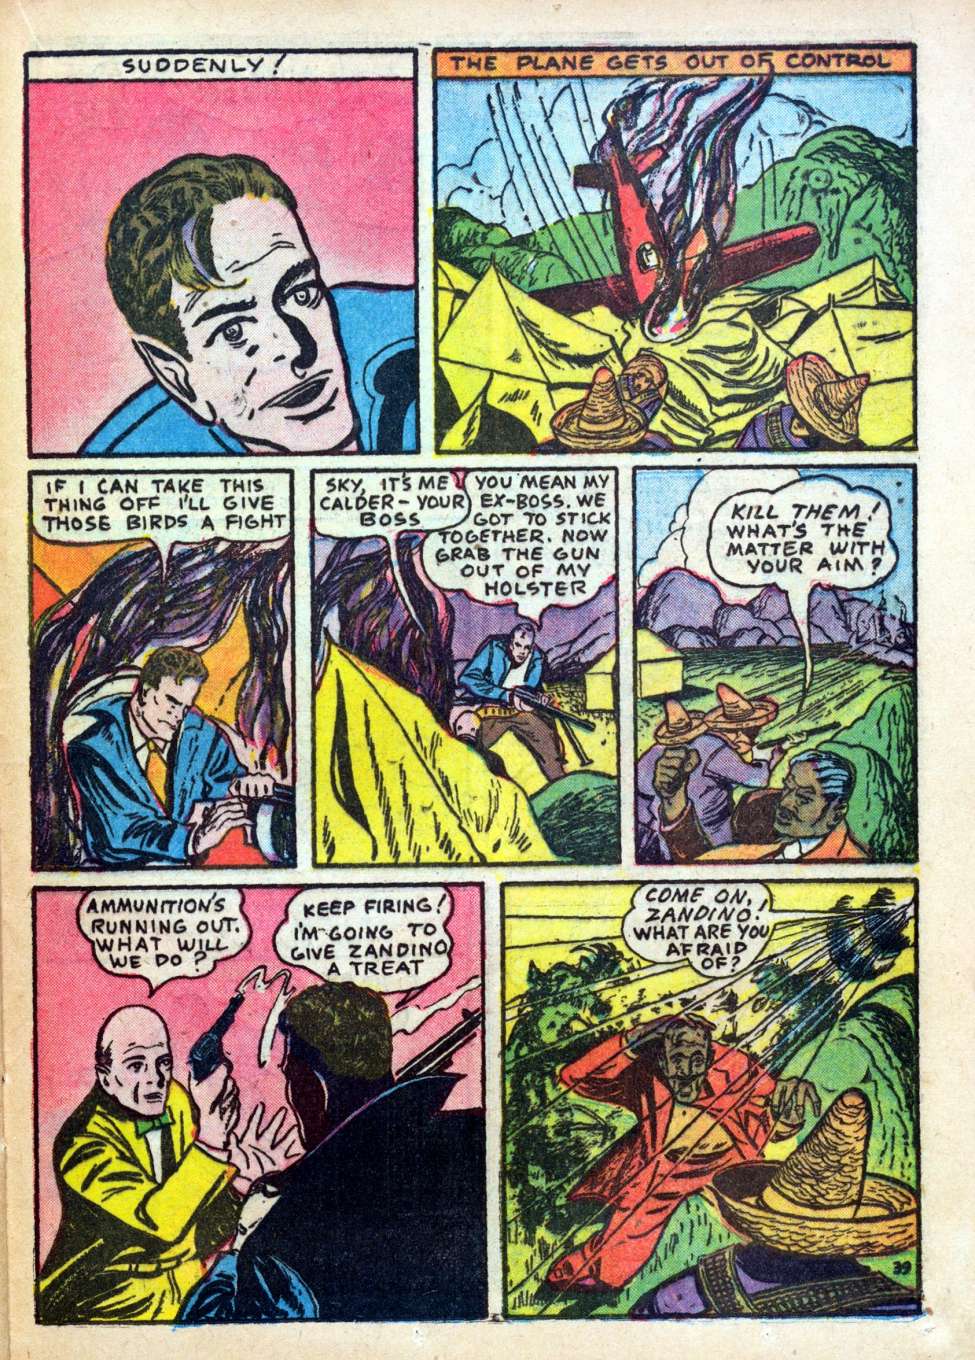 SUDDENLY!
THE PLANE GETS OUT OF CONTROL
IF I CAN TAKE THIS
THING OFF I'LL GIVE
THOSE BIRDS A FIGHT
SKY, IT'S ME
CALDER-YOUR
BOSS
YOU MEAN MY
EX-BOSS. WE
GOT TO STICK
TOGETHER. NOW
GRAB THE GUN
OUT OF MY
HOLSTER
KILL THEM!
WHAT'S THE
MATTER WITH
YOUR AIM?
AMMUNITION'S
RUNNING OUT.
WHAT WILL
WE DO?
KEEP FIRING!
I'M GOING TO
GIVE ZANDINO
A TREAT
COME ON,
ZANDINO!
WHAT ARE YOU
AFRAID
OF?
39